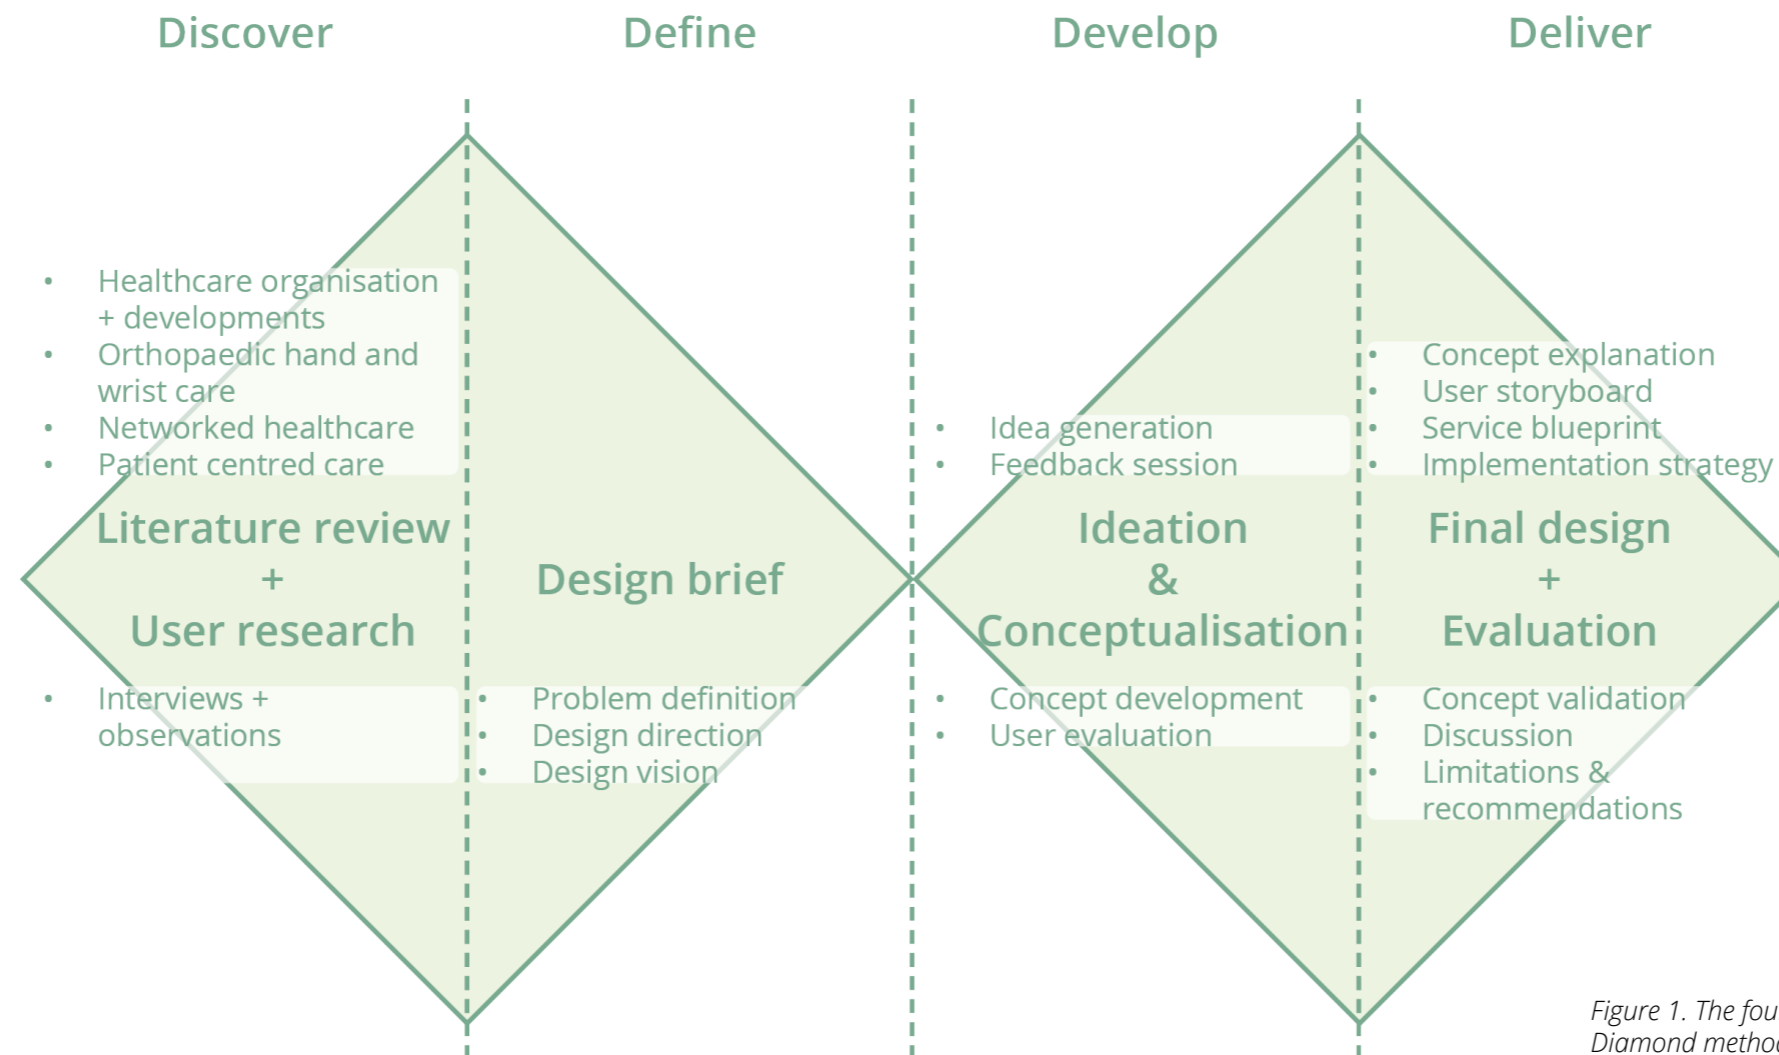 Discover
Define
Develop
Deliver
• Healthcare organisation
+ developments
• Orthopaedic hand and
wrist care
• Networked healthcare
• Patient centred care
Literature review
+
User research
• Interviews +
observations
Design brief
• Problem definition
• Design direction
• Design vision
• Idea generation
• Feedback session
Ideation
&
Conceptualisation
• Concept development
• User evaluation
• Concept explanation
• User storyboard
• Service blueprint
• Implementation strategy
Final design
+
Evaluation
• Concept validation
• Discussion
• Limitations &
recommendations
Figure 1. The fou
Diamond method